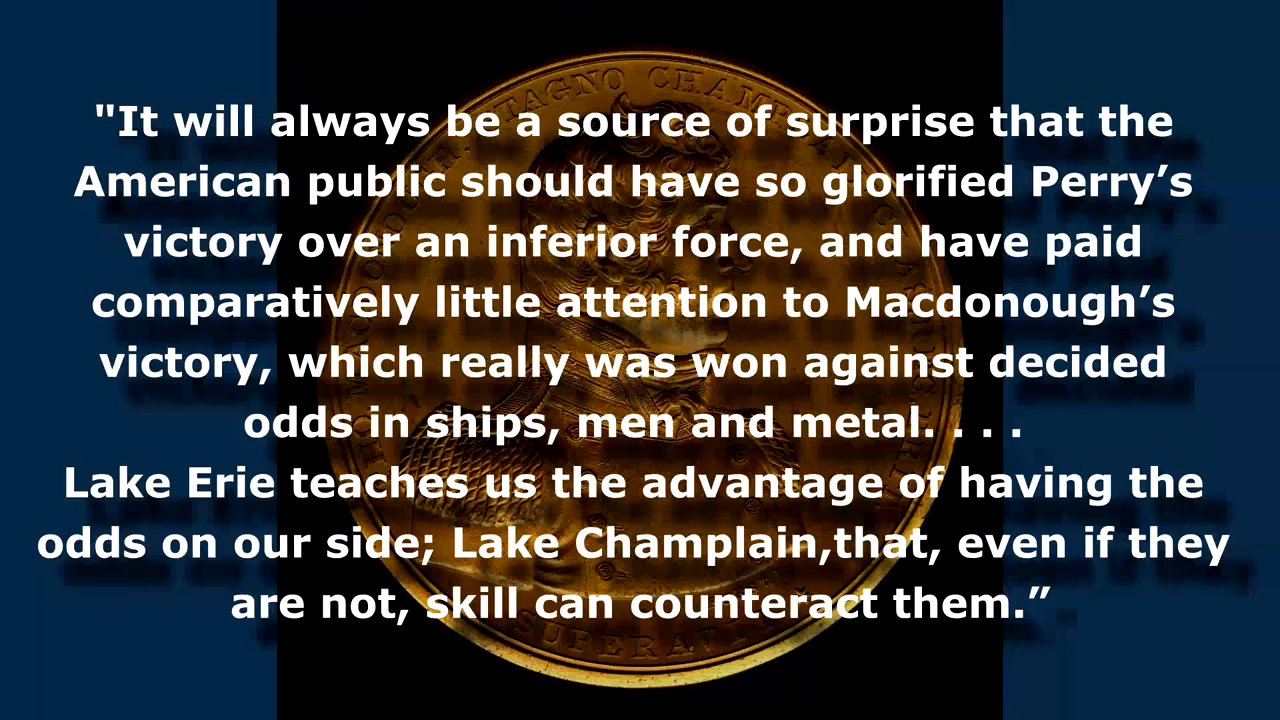 "It will always be a source of surprise that the
American public should have so glorified Perry’s
victory over an inferior force, and have paid
comparatively little attention to Macdonough’s
victory, which really was won against decided
odds in ships, men and metal. . . .
Lake Erie teaches us the advantage of having the
odds on our side; Lake Champlain,that, even if they
are not, skill can counteract them.”
STAGNO CHAM
SUPERAVIT